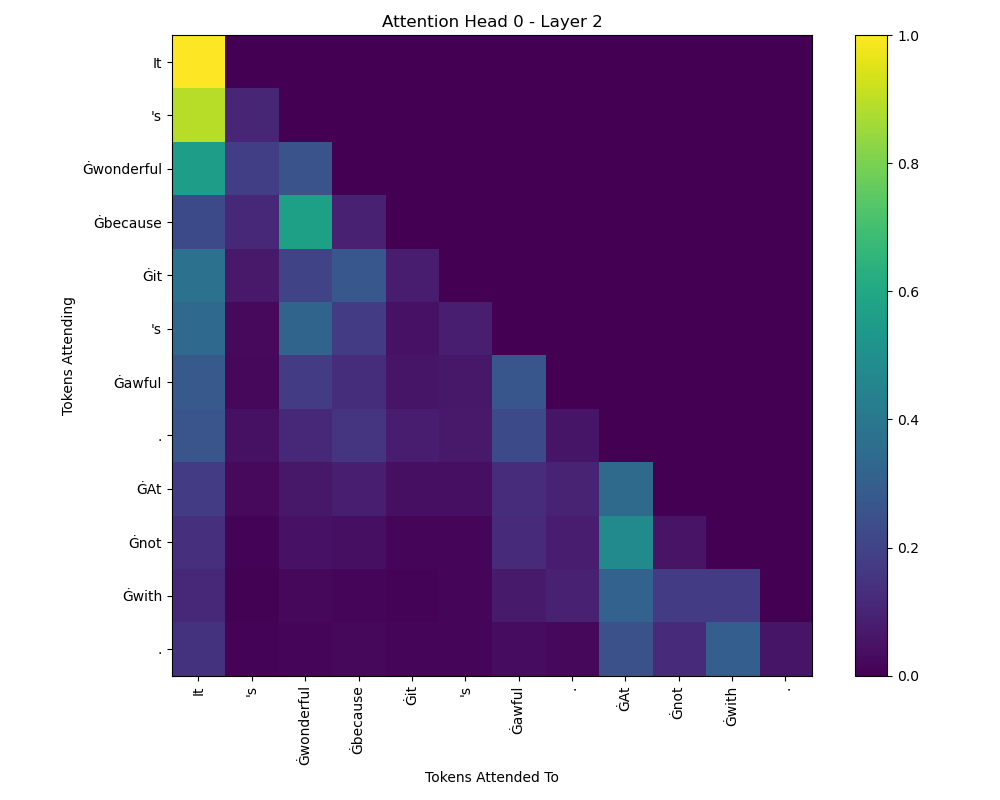 Attention Head 0 - Layer 2
Tokens Attending
It
's
Ġwonderful
Ġbecause
Ġit
's
Ġawful
.
ĠAt
Ġnot
Ġwith
.
It
's
Ġwonderful
Ġbecause
Ġit
's
Ġawful
.
ĠAt
Ġnot
Ġwith
.
Tokens Attended To
1.0
0.8
0.6
0.4
0.2
0.0